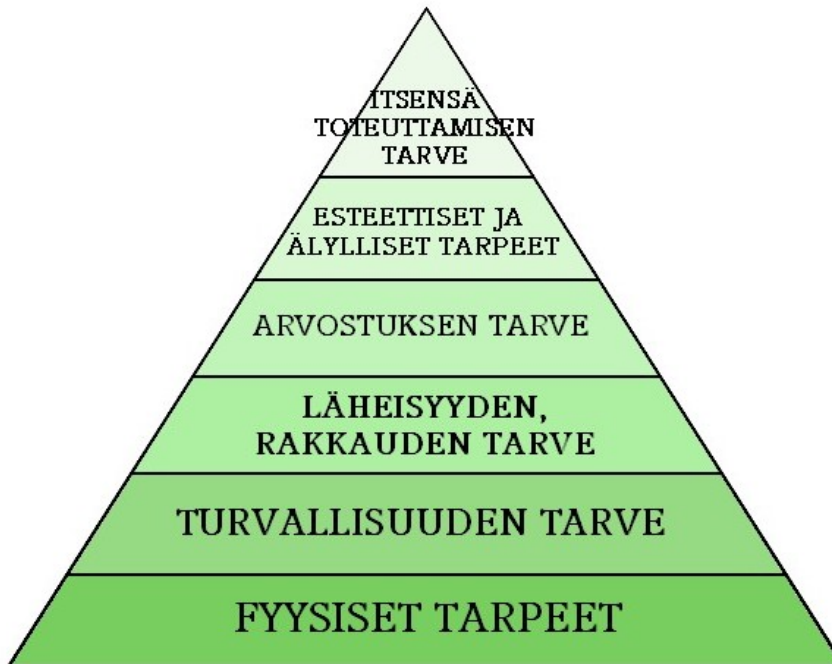 ITSENSÄ
TOTEUTTAMISEN
TARVE
ESTEETTISET JA
ÄLYLLISET TARPEET
ARVOSTUKSEN TARVE
LÄHEISYYDEN,
RAKKAUDEN TARVE
TURVALLISUUDEN TARVE
FYYSISET TARPEET